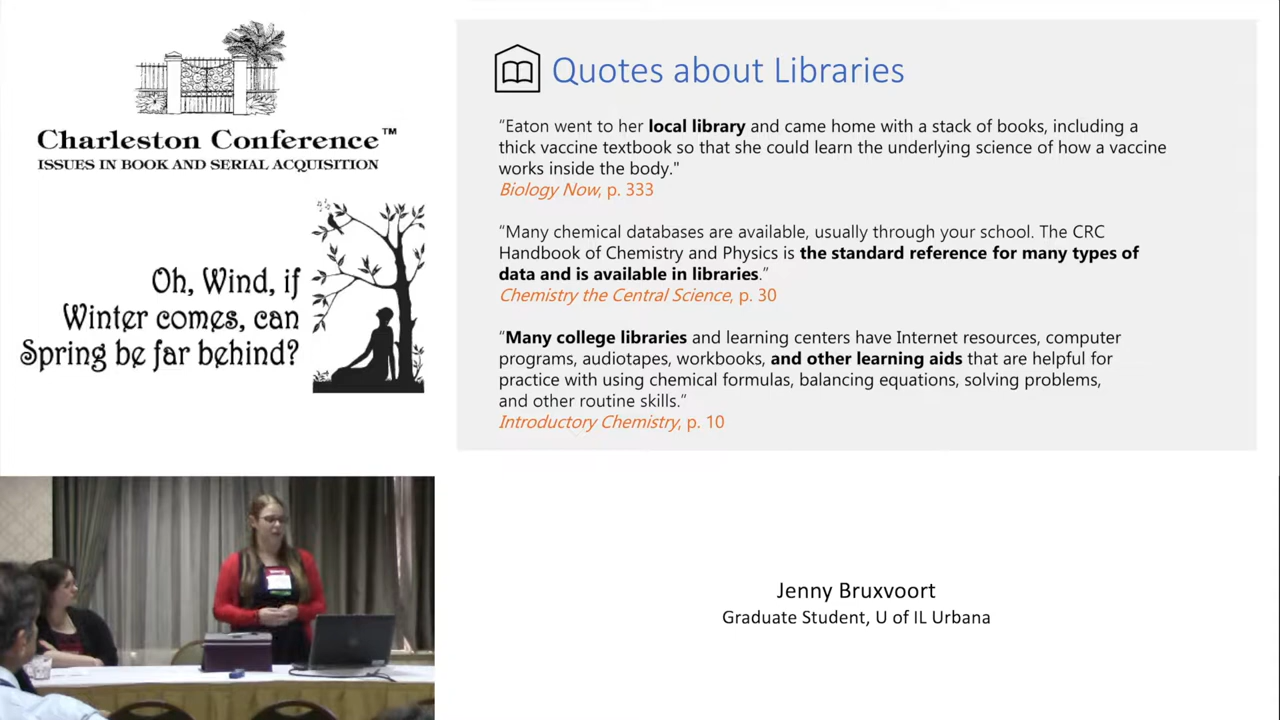 Charleston Conference™
ISSUES IN BOOK AND SERIAL ACQUISITION
Oh, Wind, if
Winter comes, can
Spring be far behind?
Quotes about Libraries
“Eaton went to her local library and came home with a stack of books, including a
thick vaccine textbook so that she could learn the underlying science of how a vaccine
works inside the body."
Biology Now, p. 333
“Many chemical databases are available, usually through your school. The CRC
Handbook of Chemistry and Physics is the standard reference for many types of
data and is available in libraries.”
Chemistry the Central Science, p. 30
“Many college libraries and learning centers have Internet resources, computer
programs, audiotapes, workbooks, and other learning aids that are helpful for
practice with using chemical formulas, balancing equations, solving problems,
and other routine skills.”
Introductory Chemistry, p. 10
Jenny Bruxvoort
Graduate Student, U of IL Urbana